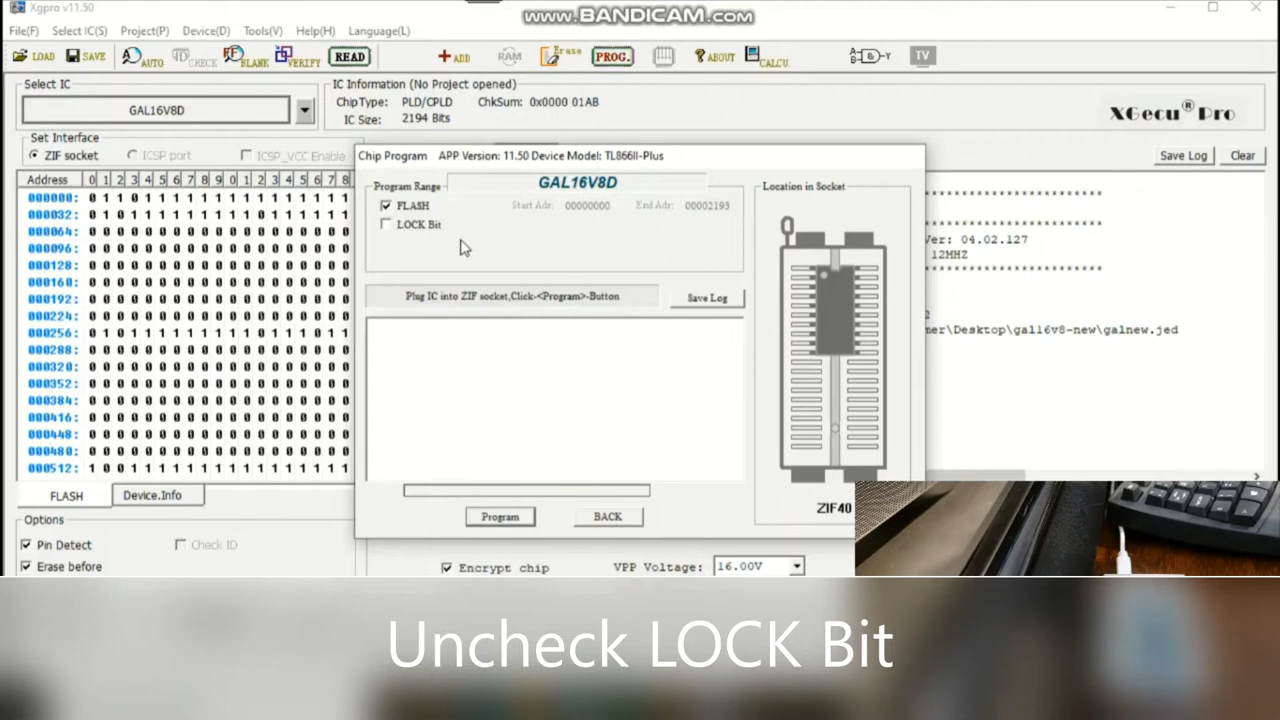 Xgpro v11.50
www.BANDICAM.com
File(F) Select IC(S) Project(P) Device(D) Tools(V) Help(H) Language(L)
LOAD SAVE AUTO CHECK BLANK VERIFY READ ADD RAM Erase PROG. ABOUT CALCU. TV
Select IC
GAL16V8D
IC Information (No Project opened)
ChipType: PLD/CPLD ChkSum: 0x0000 01AB
IC Size: 2194 Bits
XGecu® Pro
Set Interface
ZIF socket ICSP port ICSP_VCC Enable
Save Log Clear
Address 0 1 2 3 4 5 6 7 8 9 0 1 2 3 4 5 6 7 8
000000: 0 1 1 0 1 1 1 1 1 1 1 1 1 1 1 1 1 1 1
000032: 0 1 0 1 1 1 1 1 1 1 1 1 1 1 1 1 1 1 1
000064: 0 0 0 0 0 0 0 0 0 0 0 0 0 0 0 0 0 0 0
000096: 0 0 0 0 0 0 0 0 0 0 0 0 0 0 0 0 0 0 0
000128: 0 0 0 0 0 0 0 0 0 0 0 0 0 0 0 0 0 0 0
000160: 0 0 0 0 0 0 0 0 0 0 0 0 0 0 0 0 0 0 0
000192: 0 0 0 0 0 0 0 0 0 0 0 0 0 0 0 0 0 0 0
000224: 0 0 0 0 0 0 0 0 0 0 0 0 0 0 0 0 0 0 0
000256: 0 1 0 1 1 0 1 1 1 1 1 1 1 1 1 1 1 1 1
000288: 0 0 0 0 0 0 0 0 0 0 0 0 0 0 0 0 0 0 0
000320: 0 0 0 0 0 0 0 0 0 0 0 0 0 0 0 0 0 0 0
000352: 0 0 0 0 0 0 0 0 0 0 0 0 0 0 0 0 0 0 0
000384: 0 0 0 0 0 0 0 0 0 0 0 0 0 0 0 0 0 0 0
000416: 0 0 0 0 0 0 0 0 0 0 0 0 0 0 0 0 0 0 0
000448: 0 0 0 0 0 0 0 0 0 0 0 0 0 0 0 0 0 0 0
000480: 0 0 0 0 0 0 0 0 0 0 0 0 0 0 0 0 0 0 0
000512: 1 0 0 1 1 1 1 1 1 1 1 1 1 1 1 1 1 1 1
FLASH Device.Info
Options
Pin Detect Check ID
Erase before
Chip Program APP Version: 11.50 Device Model: TL866II-Plus
Program Range GAL16V8D
FLASH Start Adr: 00000000 End Adr: 00002193
LOCK Bit
Plug IC into ZIF socket,Click-<Program>-Button
Save Log
Program BACK
Location in Socket
ZIF40
*************************
*************************
Ver: 04.02.127
12MHZ
*************************
2
mer\Desktop\gal16v8-new\galnew.jed
Encrypt chip VPP Voltage: 16.00V
Uncheck LOCK Bit